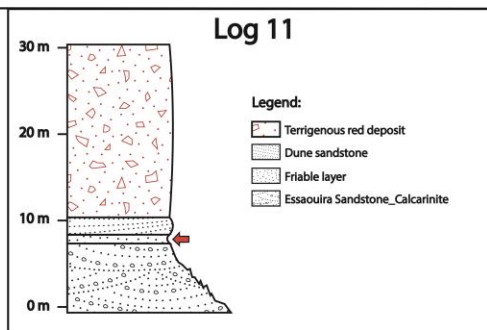 Log 11
30 m
20 m
10 m
0 m
Legend:
Terrigenous red deposit
Dune sandstone
Friable layer
Essaouira Sandstone_Calcarinite